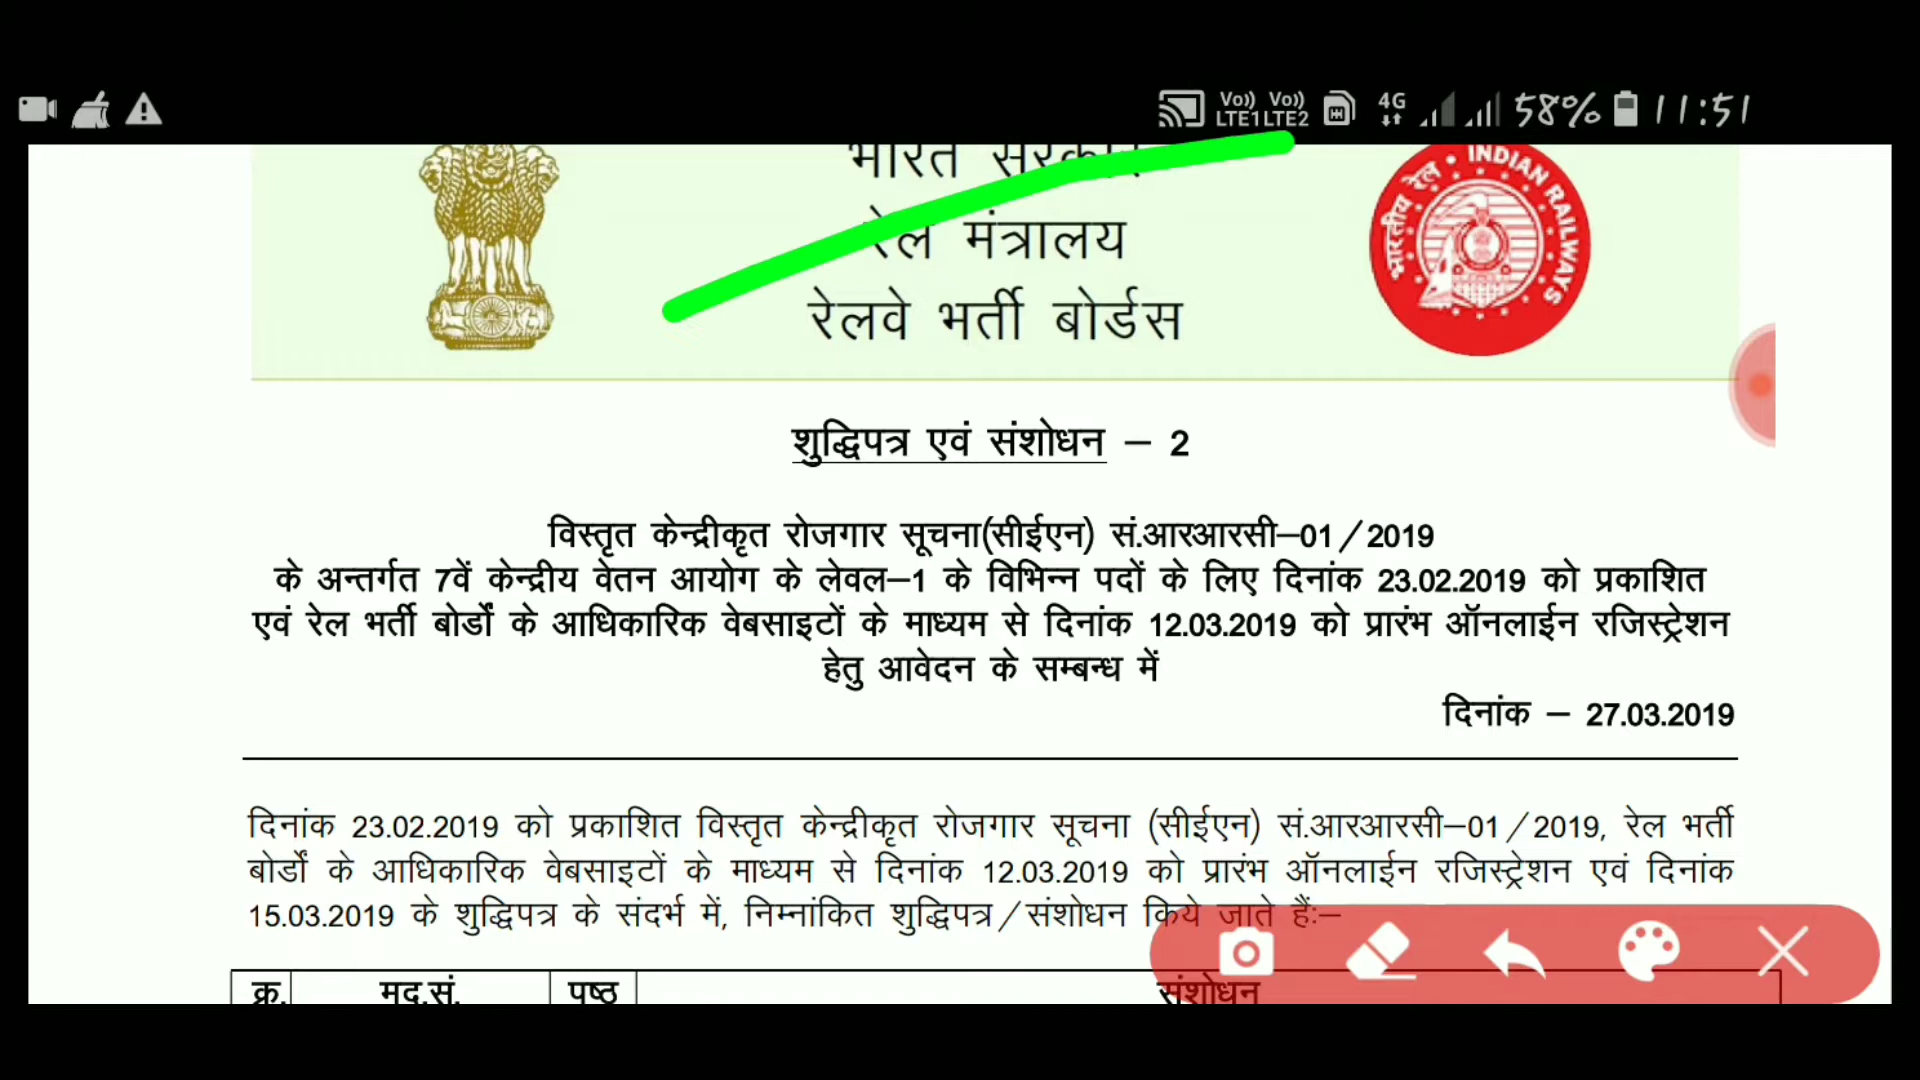 Vo)) Vo)) 4G 58% 11:51
LTE1 LTE2
भारत सरकार
रेल मंत्रालय
रेलवे भर्ती बोर्डस
भारतीय रेल • INDIAN RAILWAYS
शुद्धिपत्र एवं संशोधन – 2
विस्तृत केन्द्रीकृत रोजगार सूचना(सीईएन) सं.आरआरसी–01/2019
के अन्तर्गत 7वें केन्द्रीय वेतन आयोग के लेवल–1 के विभिन्न पदों के लिए दिनांक 23.02.2019 को प्रकाशित
एवं रेल भर्ती बोर्डों के आधिकारिक वेबसाइटों के माध्यम से दिनांक 12.03.2019 को प्रारंभ ऑनलाईन रजिस्ट्रेशन
हेतु आवेदन के सम्बन्ध में
दिनांक – 27.03.2019
दिनांक 23.02.2019 को प्रकाशित विस्तृत केन्द्रीकृत रोजगार सूचना (सीईएन) सं.आरआरसी–01/2019, रेल भर्ती
बोर्डों के आधिकारिक वेबसाइटों के माध्यम से दिनांक 12.03.2019 को प्रारंभ ऑनलाईन रजिस्ट्रेशन एवं दिनांक
15.03.2019 के शुद्धिपत्र के संदर्भ में, निम्नांकित शुद्धिपत्र/संशोधन किये जाते हैं:–
क्र. मद.सं. पृष्ठ संशोधन